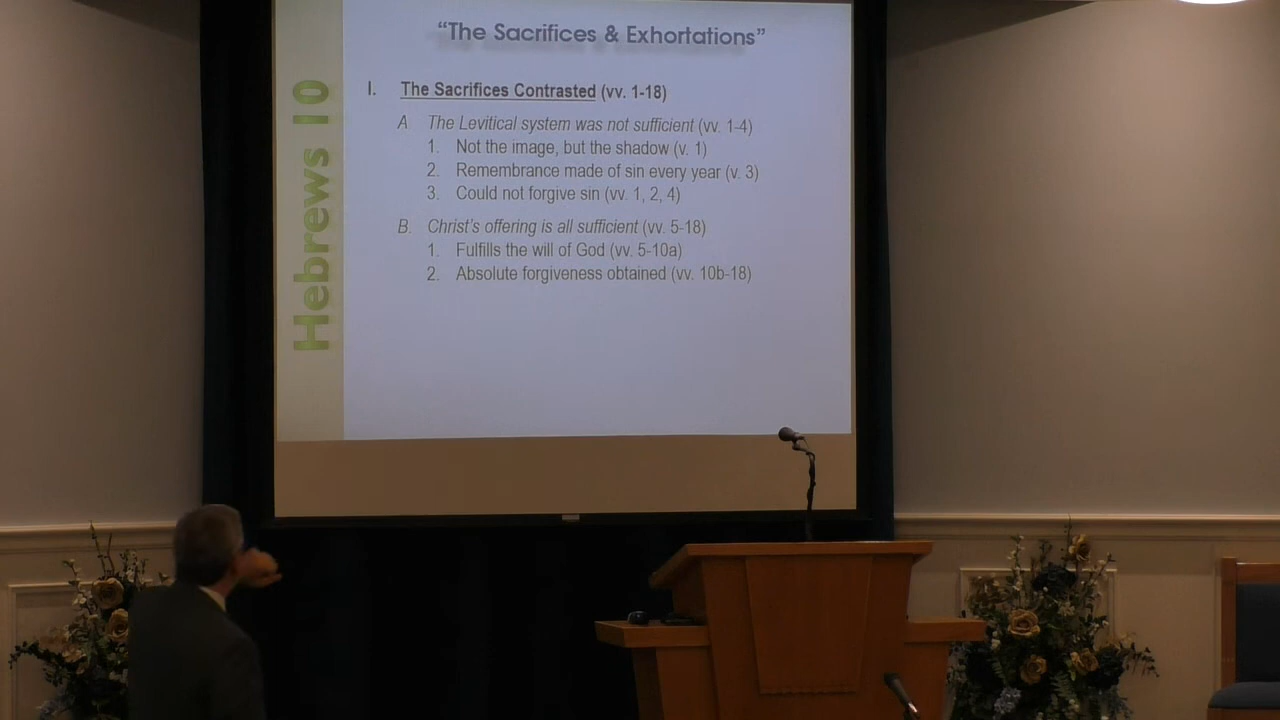 "The Sacrifices & Exhortations"
Hebrews 10
I. The Sacrifices Contrasted (vv. 1-18)
A The Levitical system was not sufficient (vv. 1-4)
1. Not the image, but the shadow (v. 1)
2. Remembrance made of sin every year (v. 3)
3. Could not forgive sin (vv. 1, 2, 4)
B. Christ's offering is all sufficient (vv. 5-18)
1. Fulfills the will of God (vv. 5-10a)
2. Absolute forgiveness obtained (vv. 10b-18)